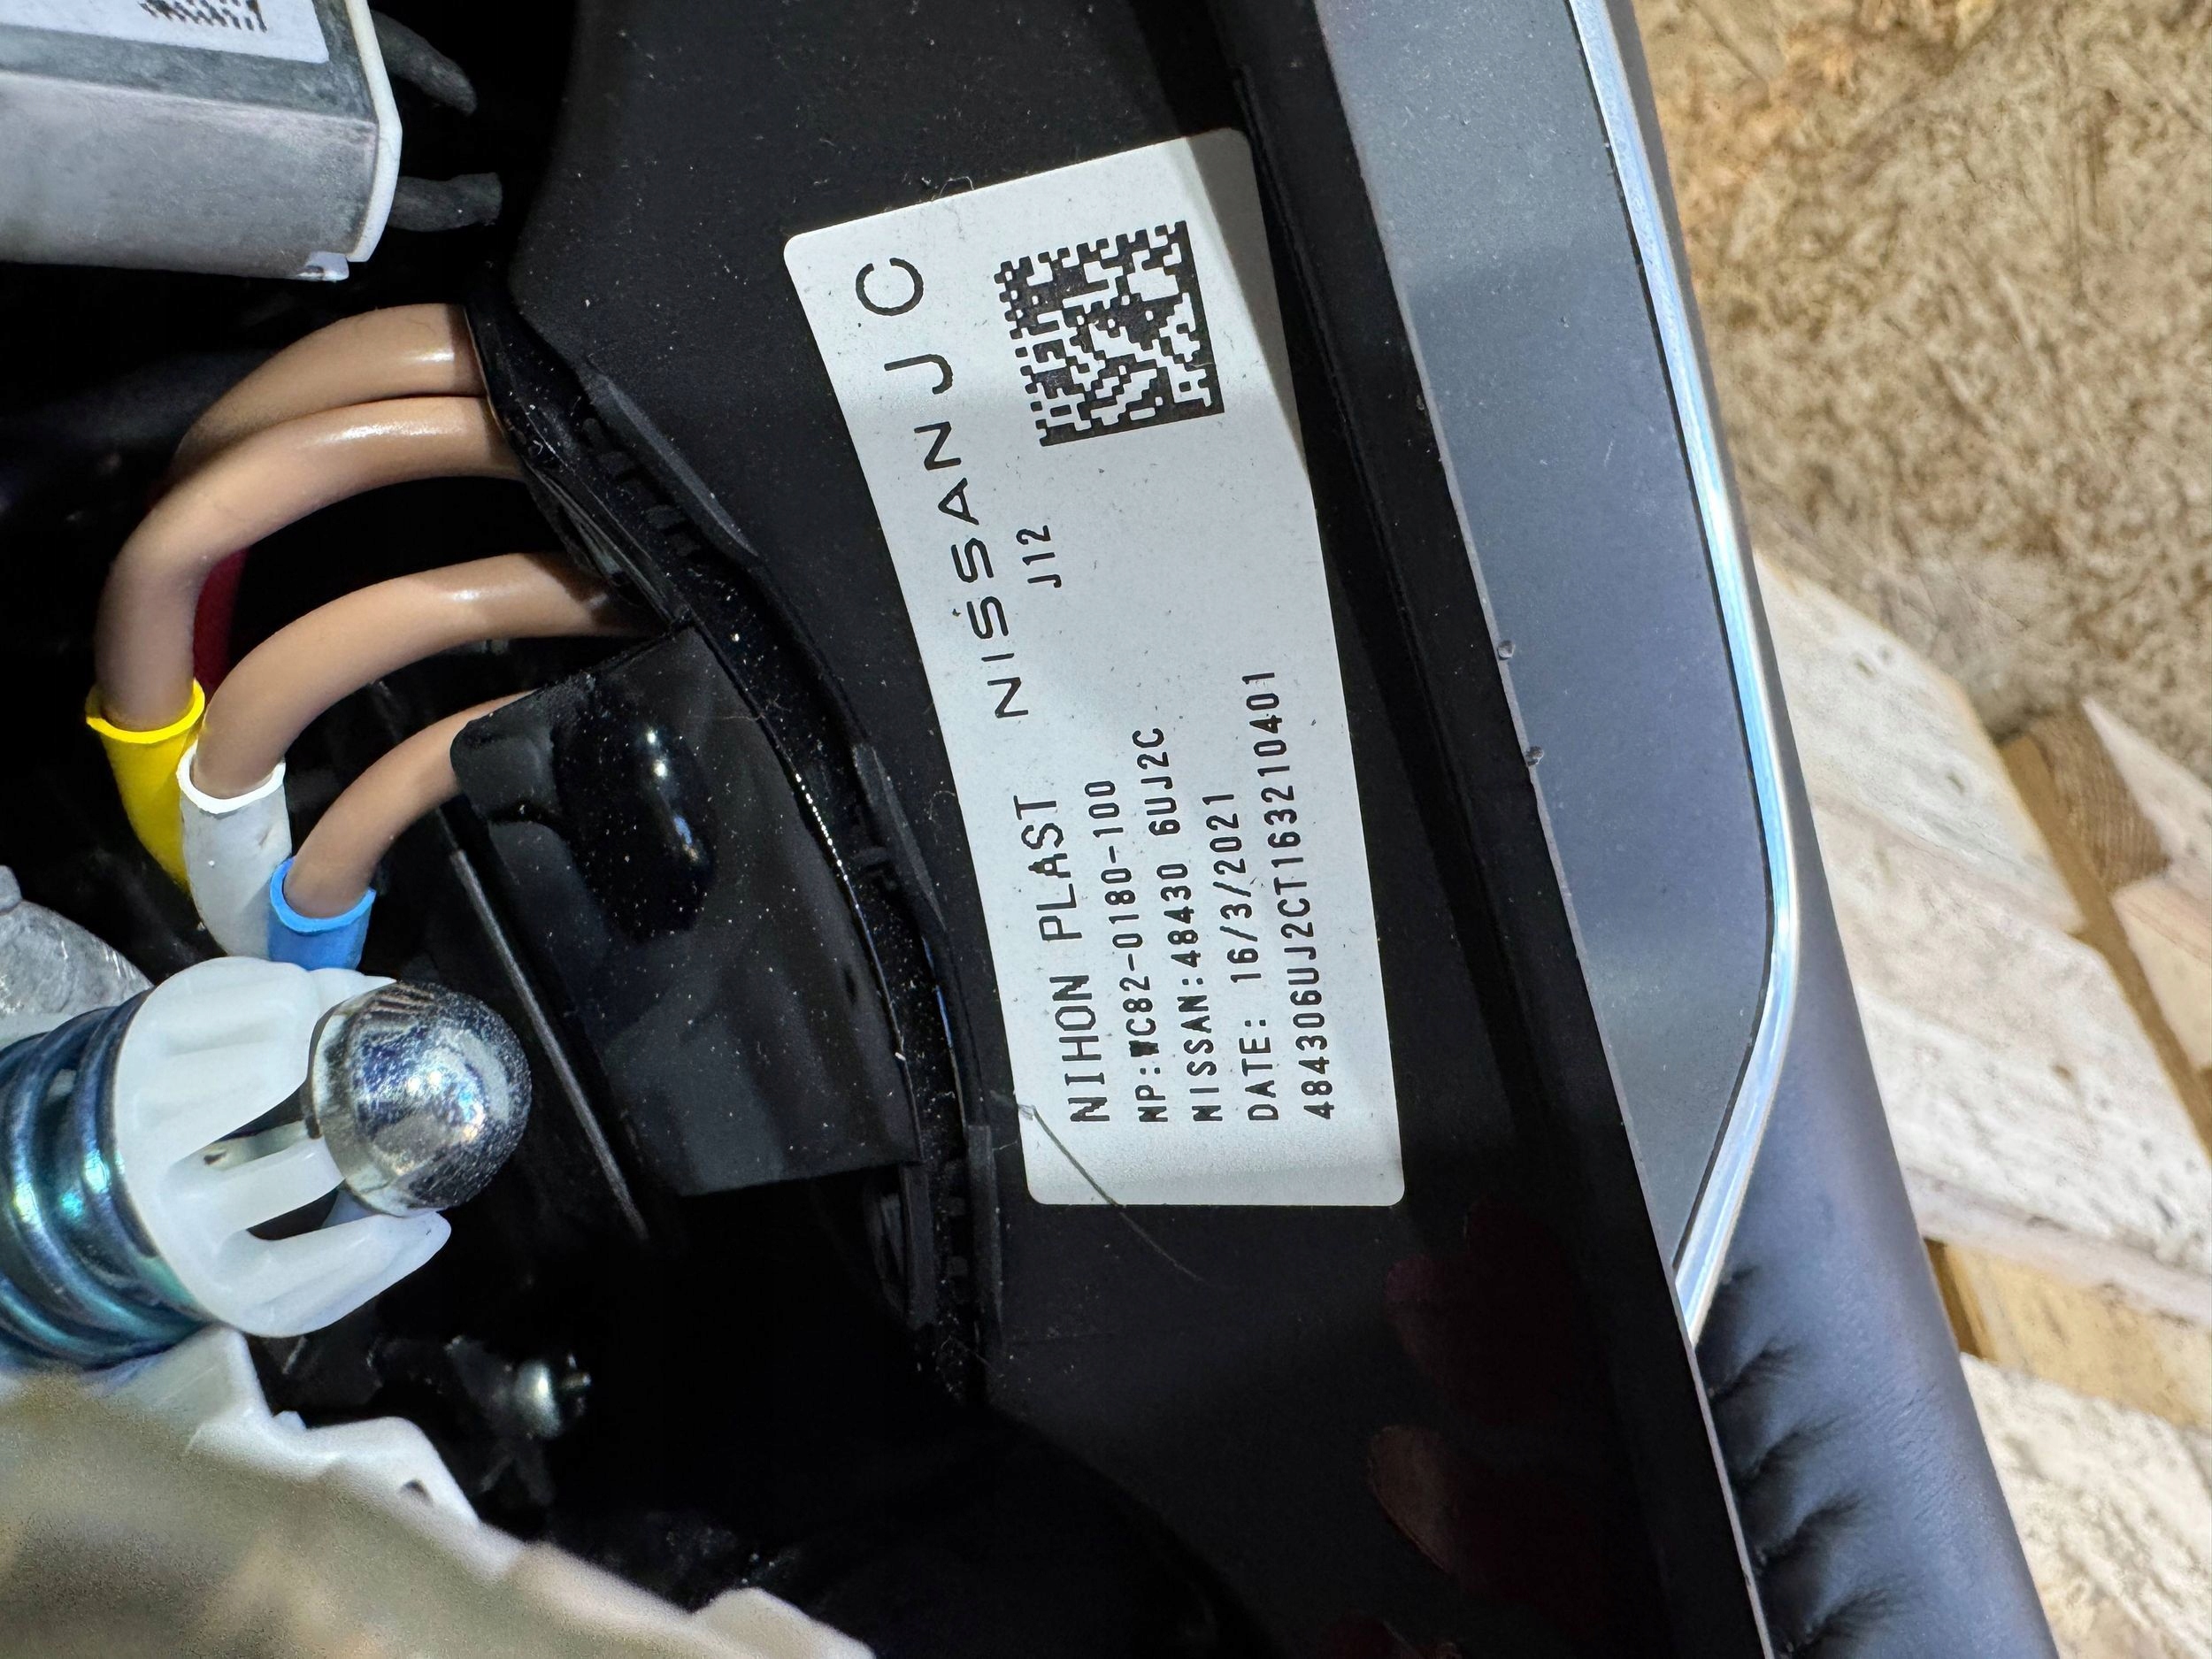 NIHON PLAST NISSAN J C
NP:WC82-0180-100 J12
NISSAN:48430 6UJ2C
DATE: 16/3/2021
484306UJ2CT163210401